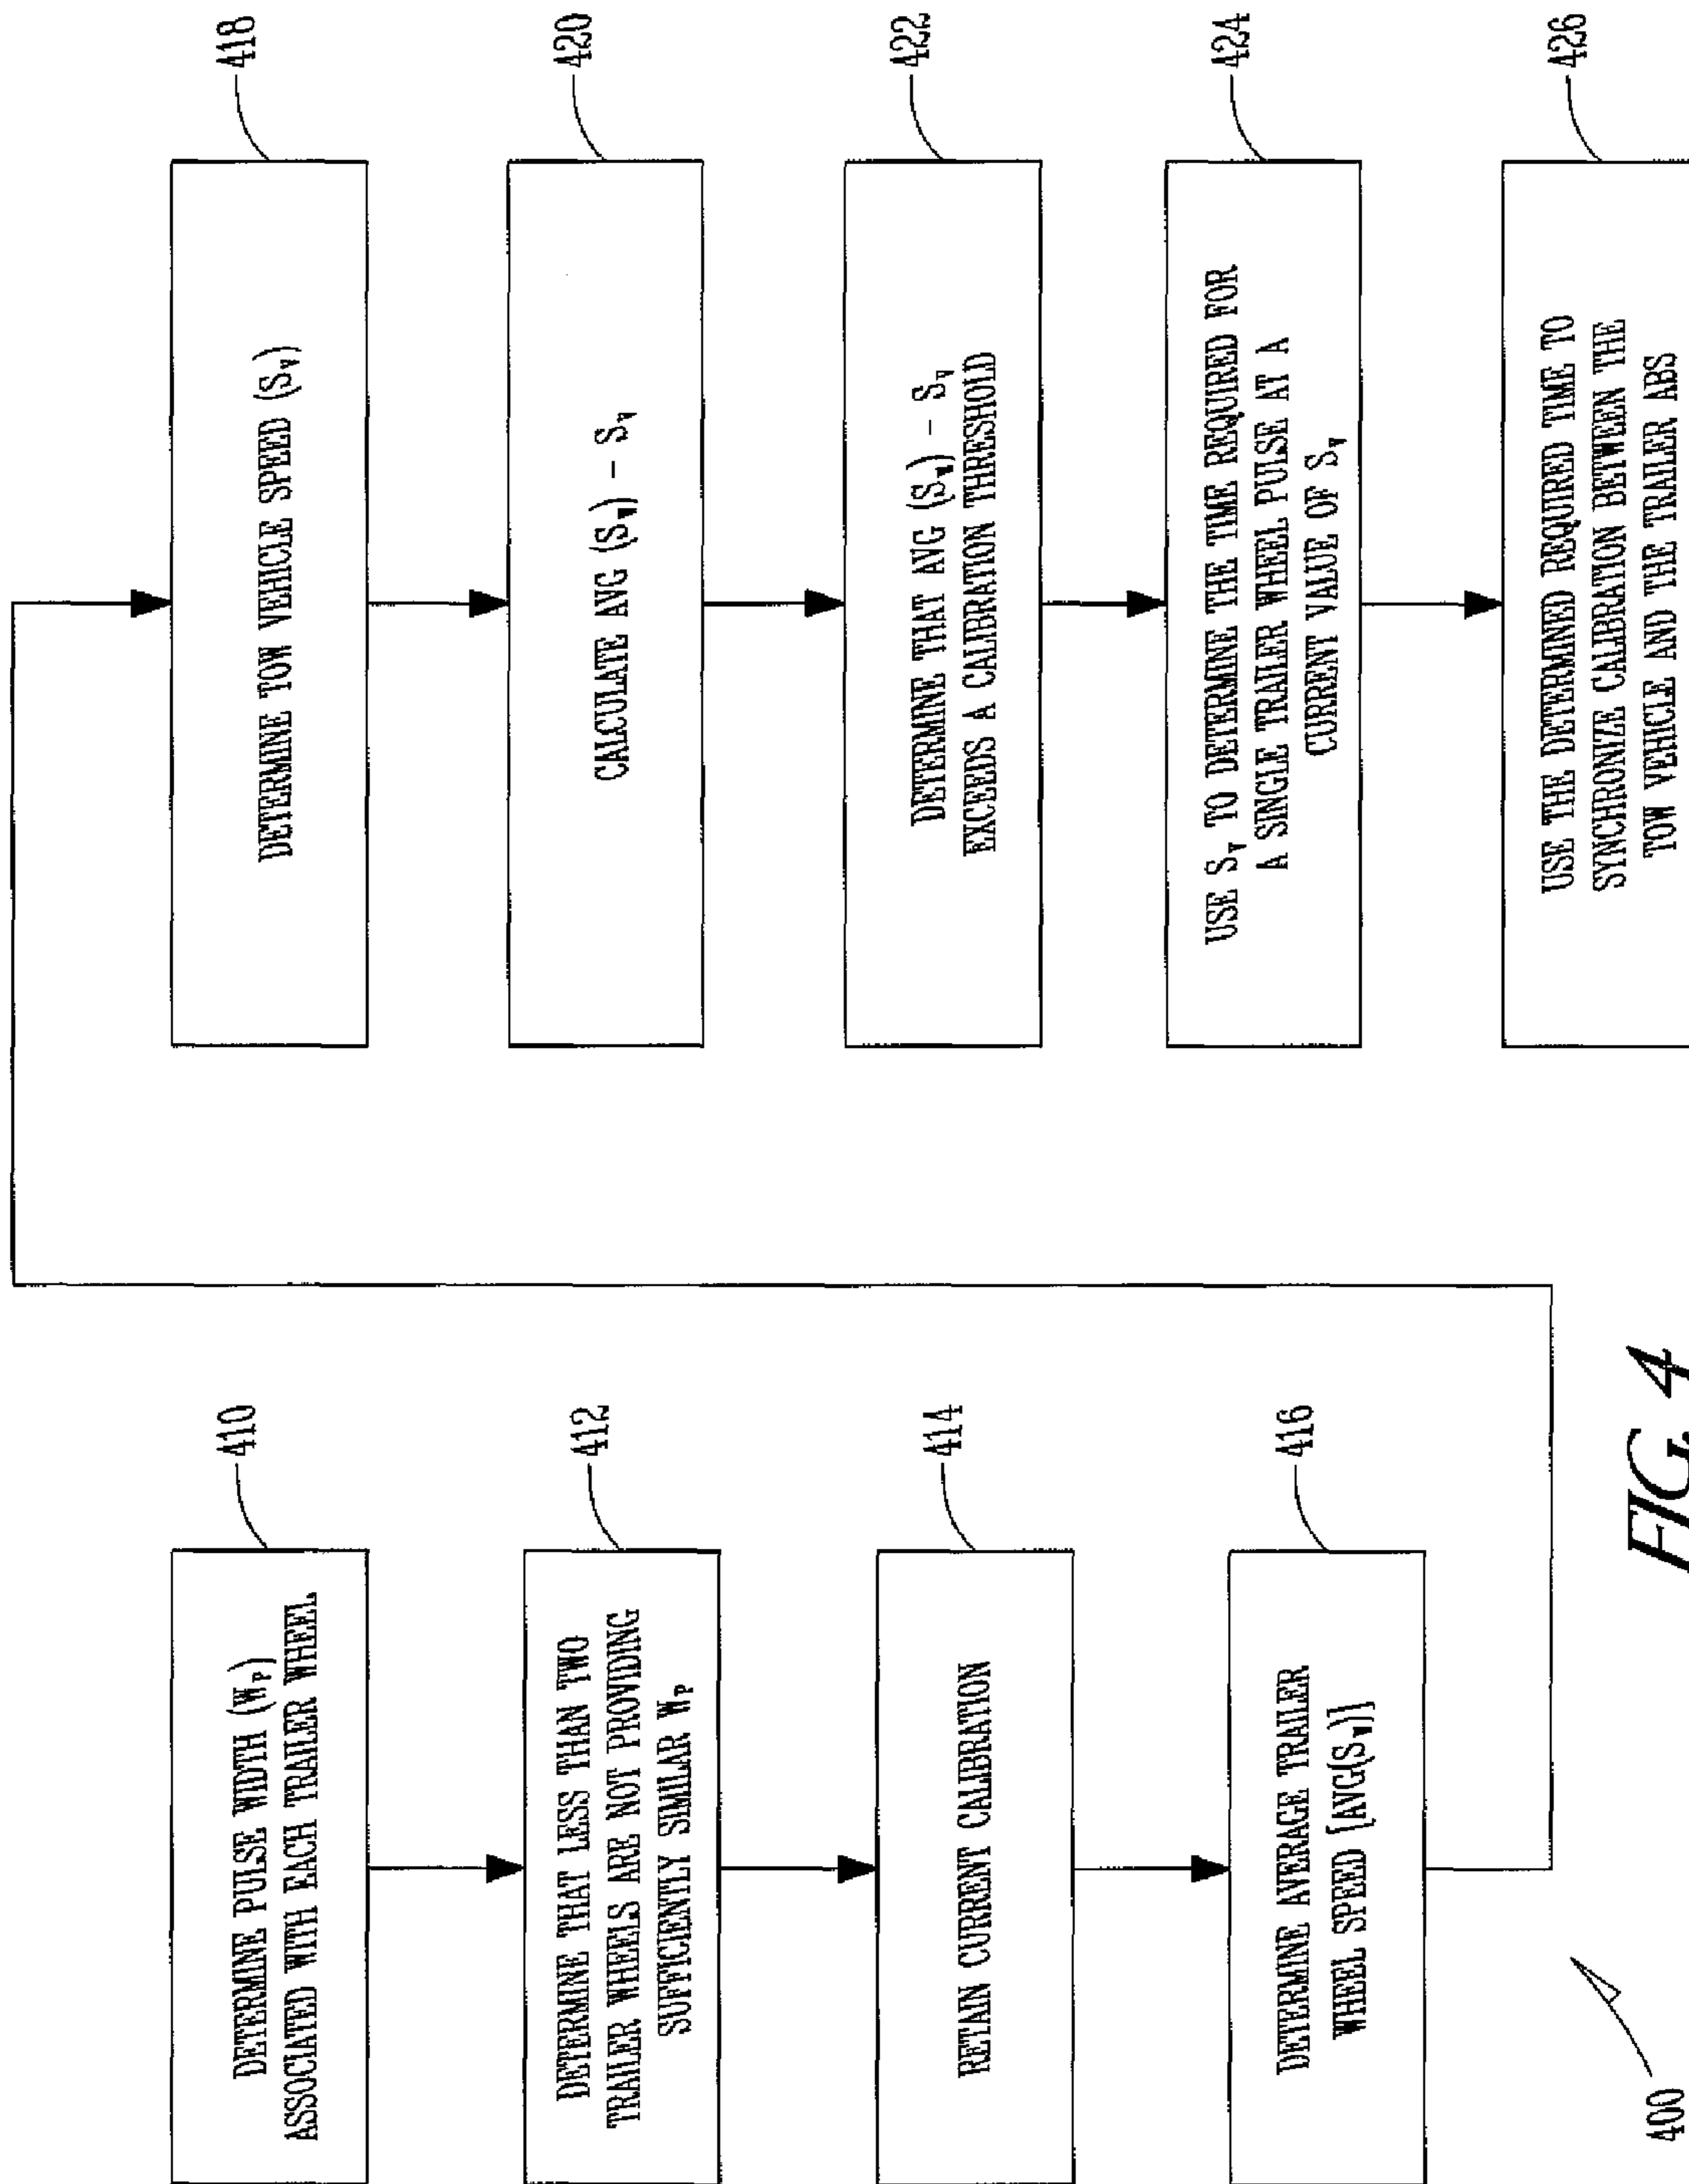 400
DETERMINE PULSE WIDTH (W_P)
ASSOCIATED WITH EACH TRAILER WHEEL
410
DETERMINE THAT LESS THAN TWO
TRAILER WHEELS ARE NOT PROVIDING
SUFFICIENTLY SIMILAR W_P
412
RETAIN CURRENT CALIBRATION
414
DETERMINE AVERAGE TRAILER
WHEEL SPEED [AVG(S_W)]
416
DETERMINE TOW VEHICLE SPEED (S_V)
418
CALCULATE AVG (S_W) - S_V
420
DETERMINE THAT AVG (S_W) - S_V
EXCEEDS A CALIBRATION THRESHOLD
422
USE S_V TO DETERMINE THE TIME REQUIRED FOR
A SINGLE TRAILER WHEEL PULSE AT A
CURRENT VALUE OF S_V
424
USE THE DETERMINED REQUIRED TIME TO
SYNCHRONIZE CALIBRATION BETWEEN THE
TOW VEHICLE AND THE TRAILER ABS
426
FIG. 4